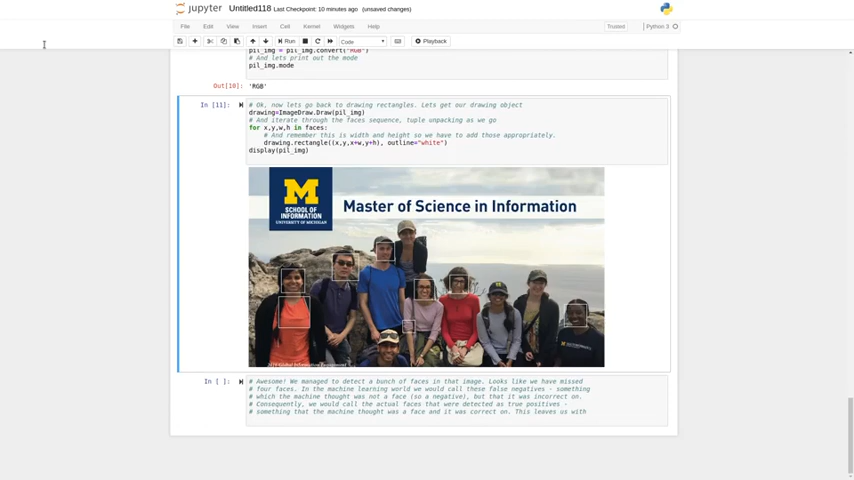 jupyter Untitled118 Last Checkpoint: 10 minutes ago (unsaved changes)
File Edit View Insert Cell Kernel Widgets Help Trusted Python 3
Run Code Playback
pil_img = pil_img.convert("RGB")
# And lets print out the mode
pil_img.mode
Out[10]: 'RGB'
In [11]: # Ok, now lets go back to drawing rectangles. Lets get our drawing object
drawing=ImageDraw.Draw(pil_img)
# And iterate through the faces sequence, tuple unpacking as we go
for x,y,w,h in faces:
# And remember this is width and height so we have to add those appropriately.
drawing.rectangle((x,y,x+w,y+h), outline="white")
display(pil_img)
M
SCHOOL OF
INFORMATION
UNIVERSITY OF MICHIGAN
Master of Science in Information
In [ ]: # Awesome! We managed to detect a bunch of faces in that image. Looks like we have missed
# four faces. In the machine learning world we would call these false negatives - something
# which the machine thought was not a face (so a negative), but that it was incorrect on.
# Consequently, we would call the actual faces that were detected as true positives -
# something that the machine thought was a face and it was correct on. This leaves us with